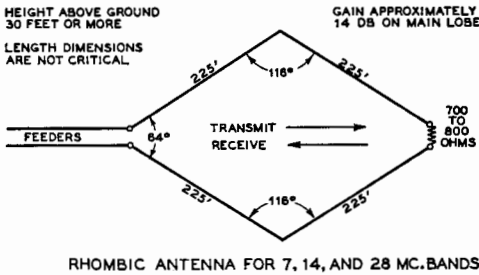 HEIGHT ABOVE GROUND
30 FEET OR MORE
LENGTH DIMENSIONS
ARE NOT CRITICAL
GAIN APPROXIMATELY
14 DB ON MAIN LOBE
225'
225'
116°
FEEDERS
64°
TRANSMIT
RECEIVE
700
TO
800
OHMS
116°
225'
225'
RHOMBIC ANTENNA FOR 7, 14, AND 28 MC. BANDS